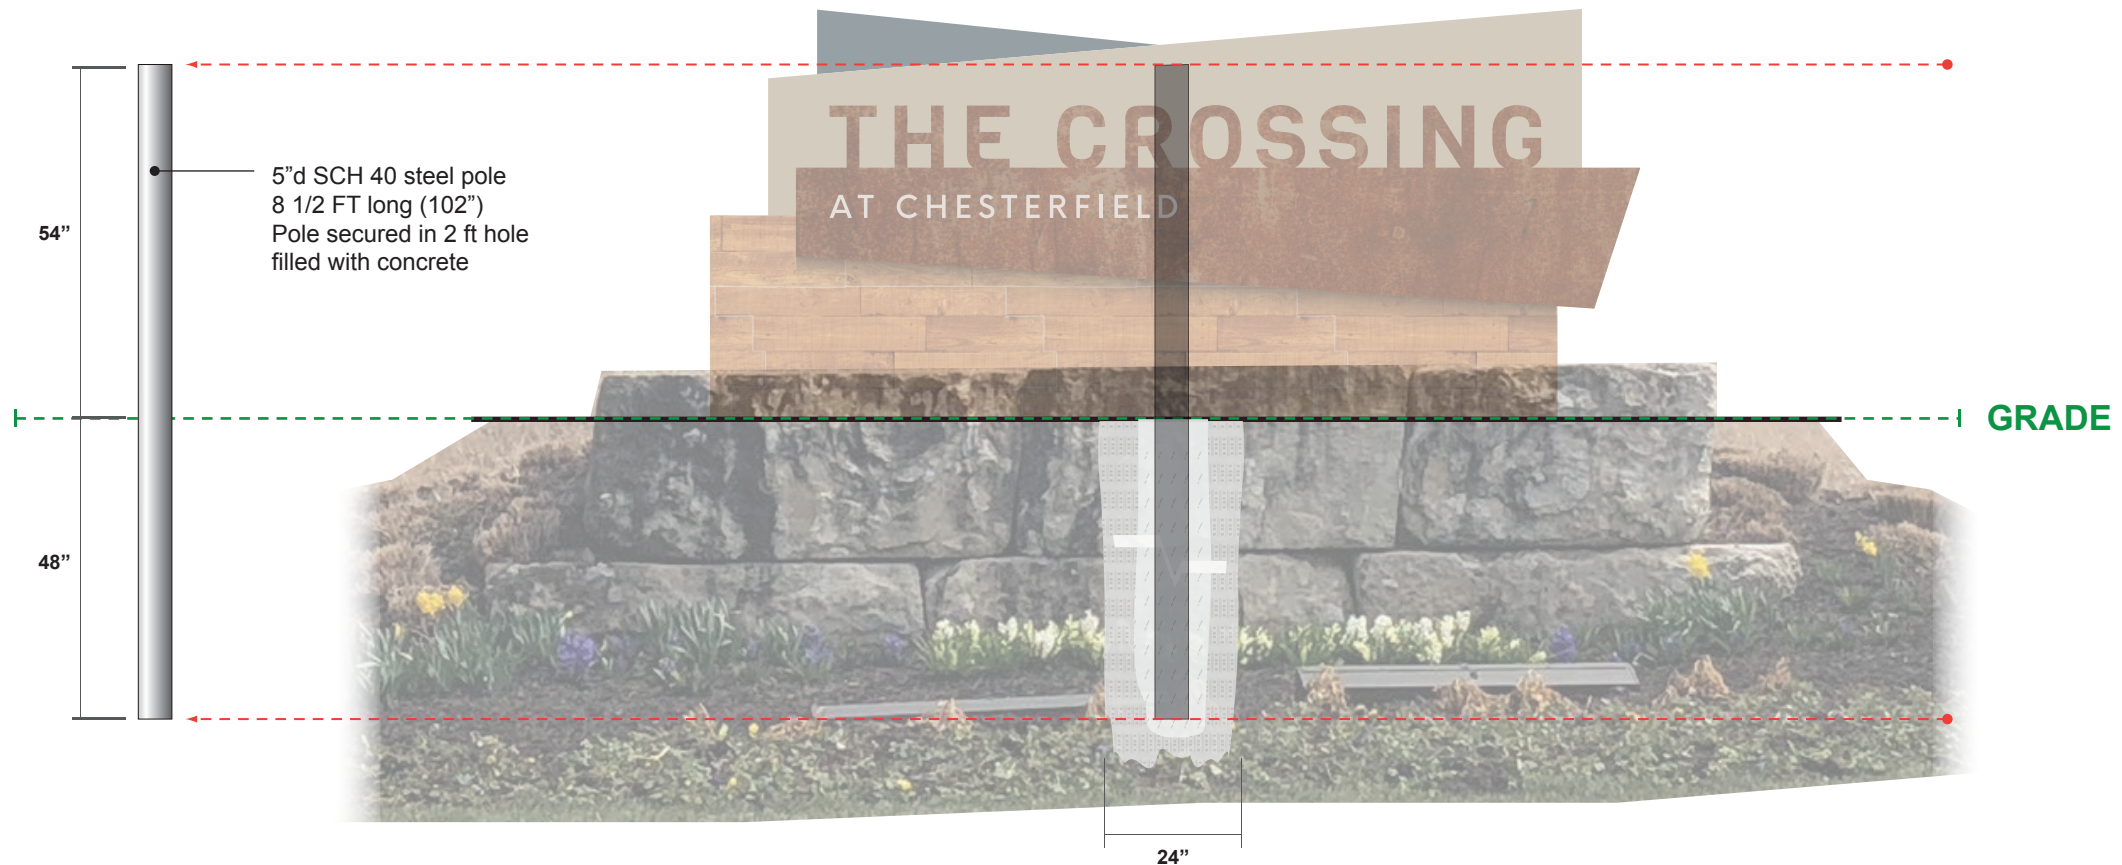 THE CROSSING
AT CHESTERFIELD
5”d SCH 40 steel pole
8 1/2 FT long (102”)
Pole secured in 2 ft hole
filled with concrete
54”
GRADE
48”
24”